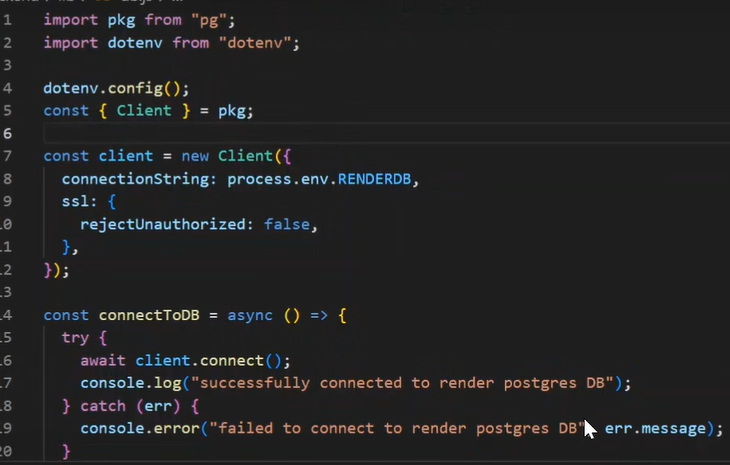 1 import pkg from "pg";
2 import dotenv from "dotenv";
3
4 dotenv.config();
5 const { Client } = pkg;
6
7 const client = new Client({
8   connectionString: process.env.RENDERDB,
9   ssl: {
10     rejectUnauthorized: false,
11   },
12 });
13
14 const connectToDB = async () => {
15   try {
16     await client.connect();
17     console.log("successfully connected to render postgres DB");
18   } catch (err) {
19     console.error("failed to connect to render postgres DB" err.message);
20   }